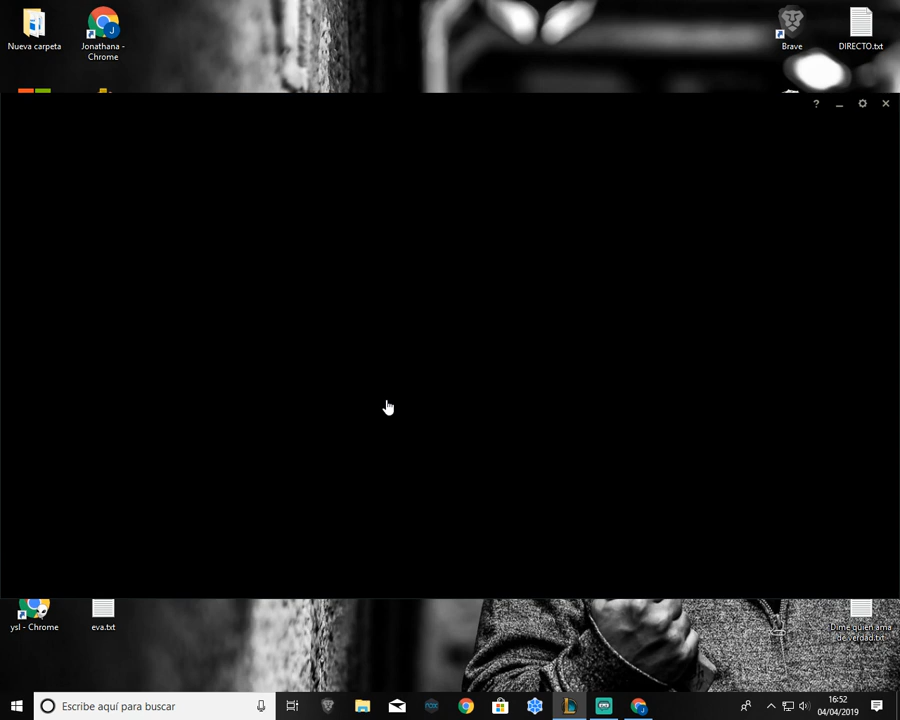 Nueva carpeta
Jonathana -
Chrome
Brave
DIRECTO.txt
?
ysl - Chrome
eva.txt
Dime quien ama
de verdad.txt
Escribe aquí para buscar
nox
16:52
04/04/2019